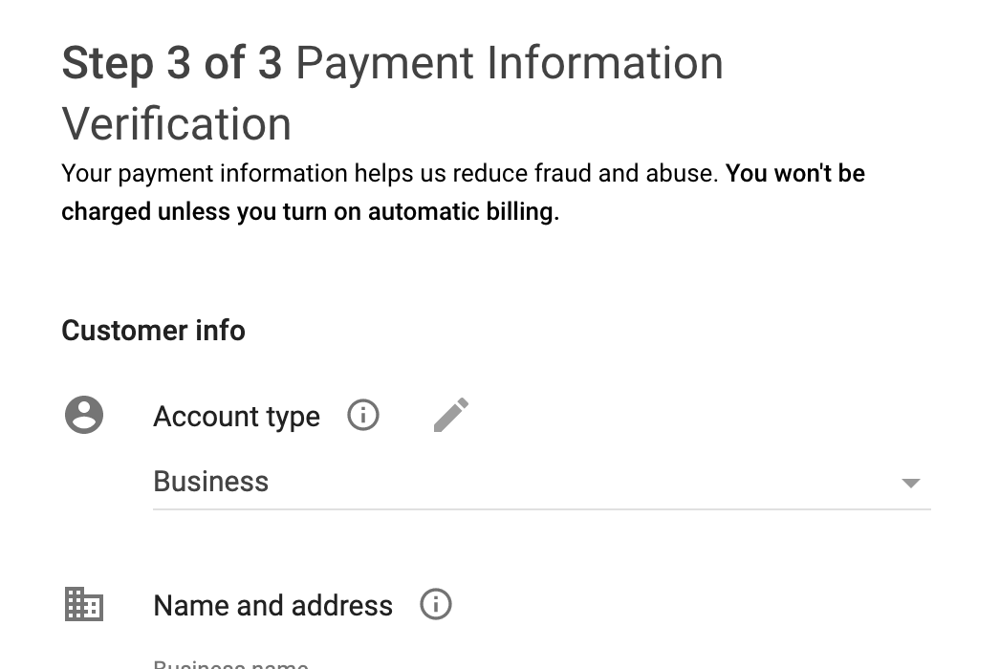 Step 3 of 3 Payment Information
Verification
Your payment information helps us reduce fraud and abuse. You won't be
charged unless you turn on automatic billing.
Customer info
Account type
Business
Name and address
Business name